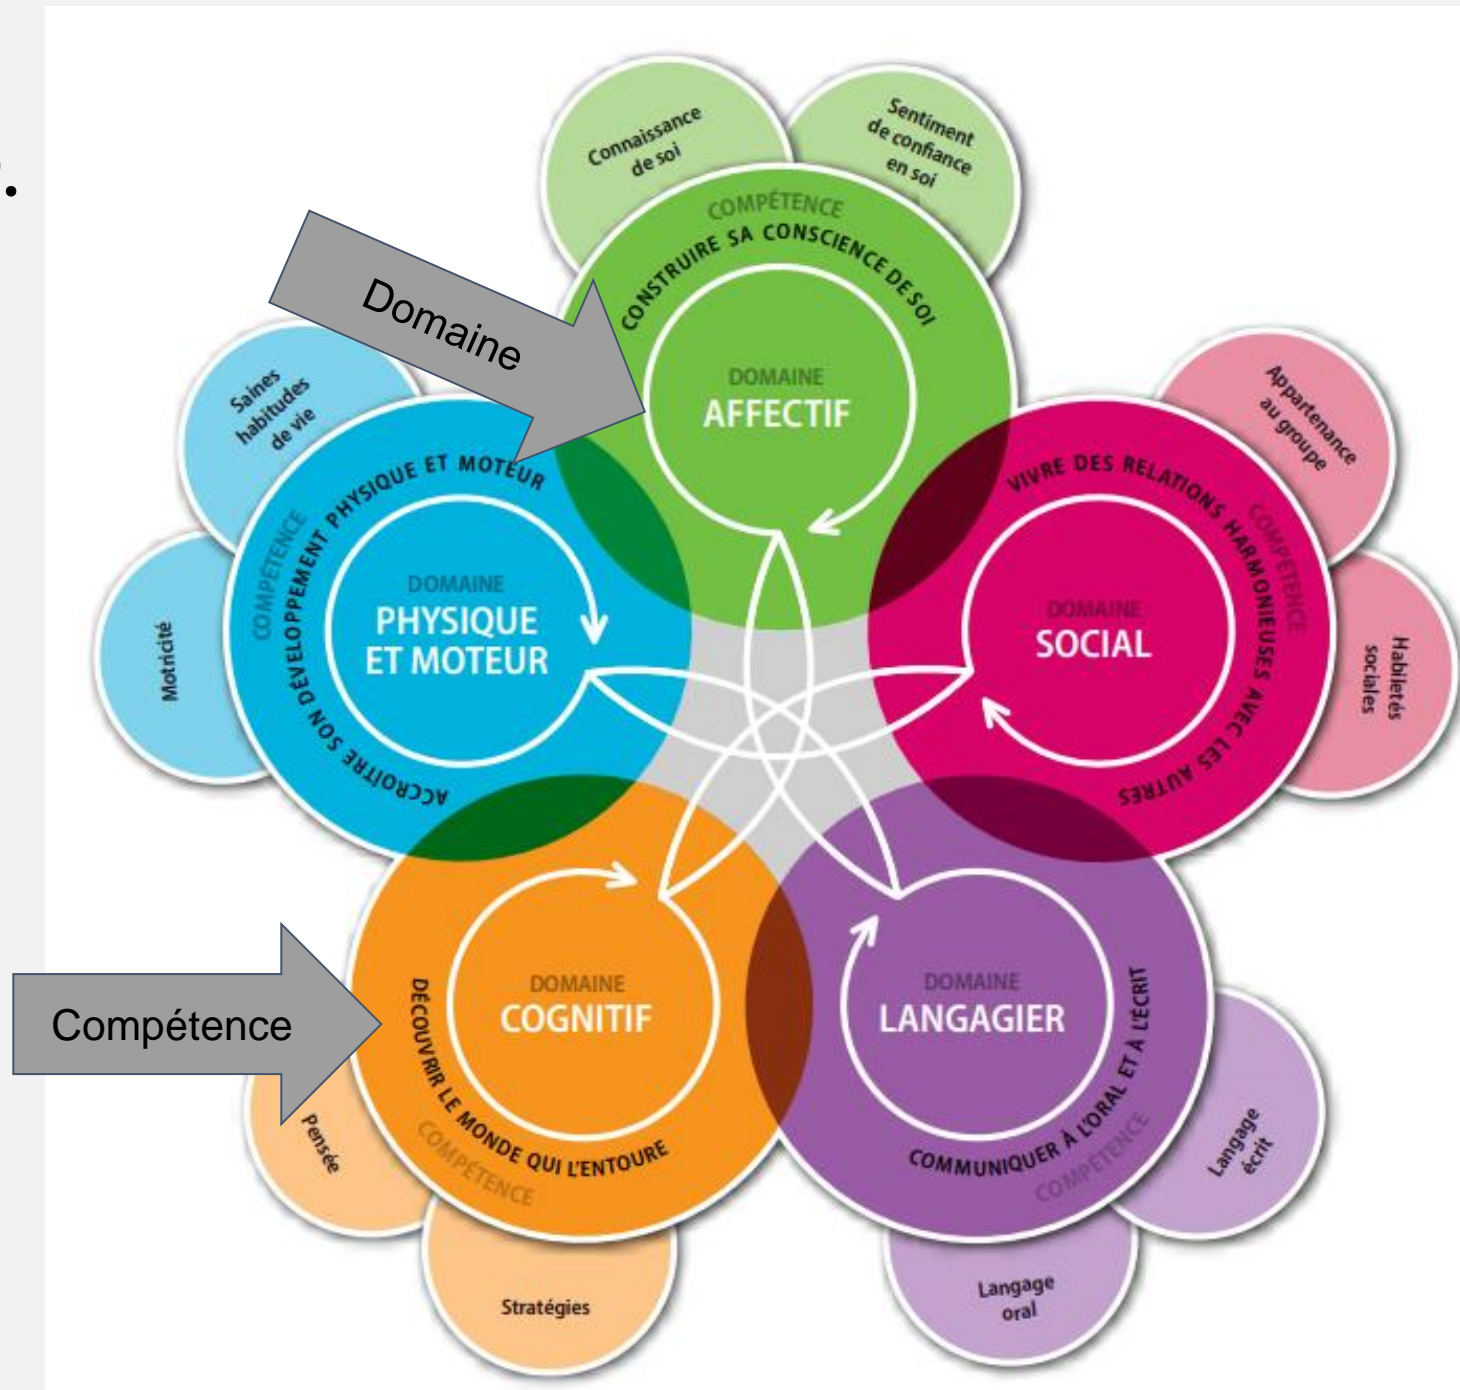 Connaissance
de soi
Sentiment
de confiance
en soi
COMPÉTENCE
CONSTRUIRE SA CONSCIENCE DE SOI
DOMAINE
AFFECTIF
Domaine
Saines
habitudes
de vie
Motricité
COMPÉTENCE
ACCROÎTRE SON DÉVELOPPEMENT PHYSIQUE ET MOTEUR
DOMAINE
PHYSIQUE
ET MOTEUR
Appartenance
au groupe
Habiletés
sociales
COMPÉTENCE
VIVRE DES RELATIONS HARMONIEUSES AVEC LES AUTRES
DOMAINE
SOCIAL
Compétence
DOMAINE
COGNITIF
DÉCOUVRIR LE MONDE QUI L'ENTOURE
COMPÉTENCE
Pensée
Stratégies
DOMAINE
LANGAGIER
COMMUNIQUER À L'ORAL ET À L'ÉCRIT
COMPÉTENCE
Langage
écrit
Langage
oral